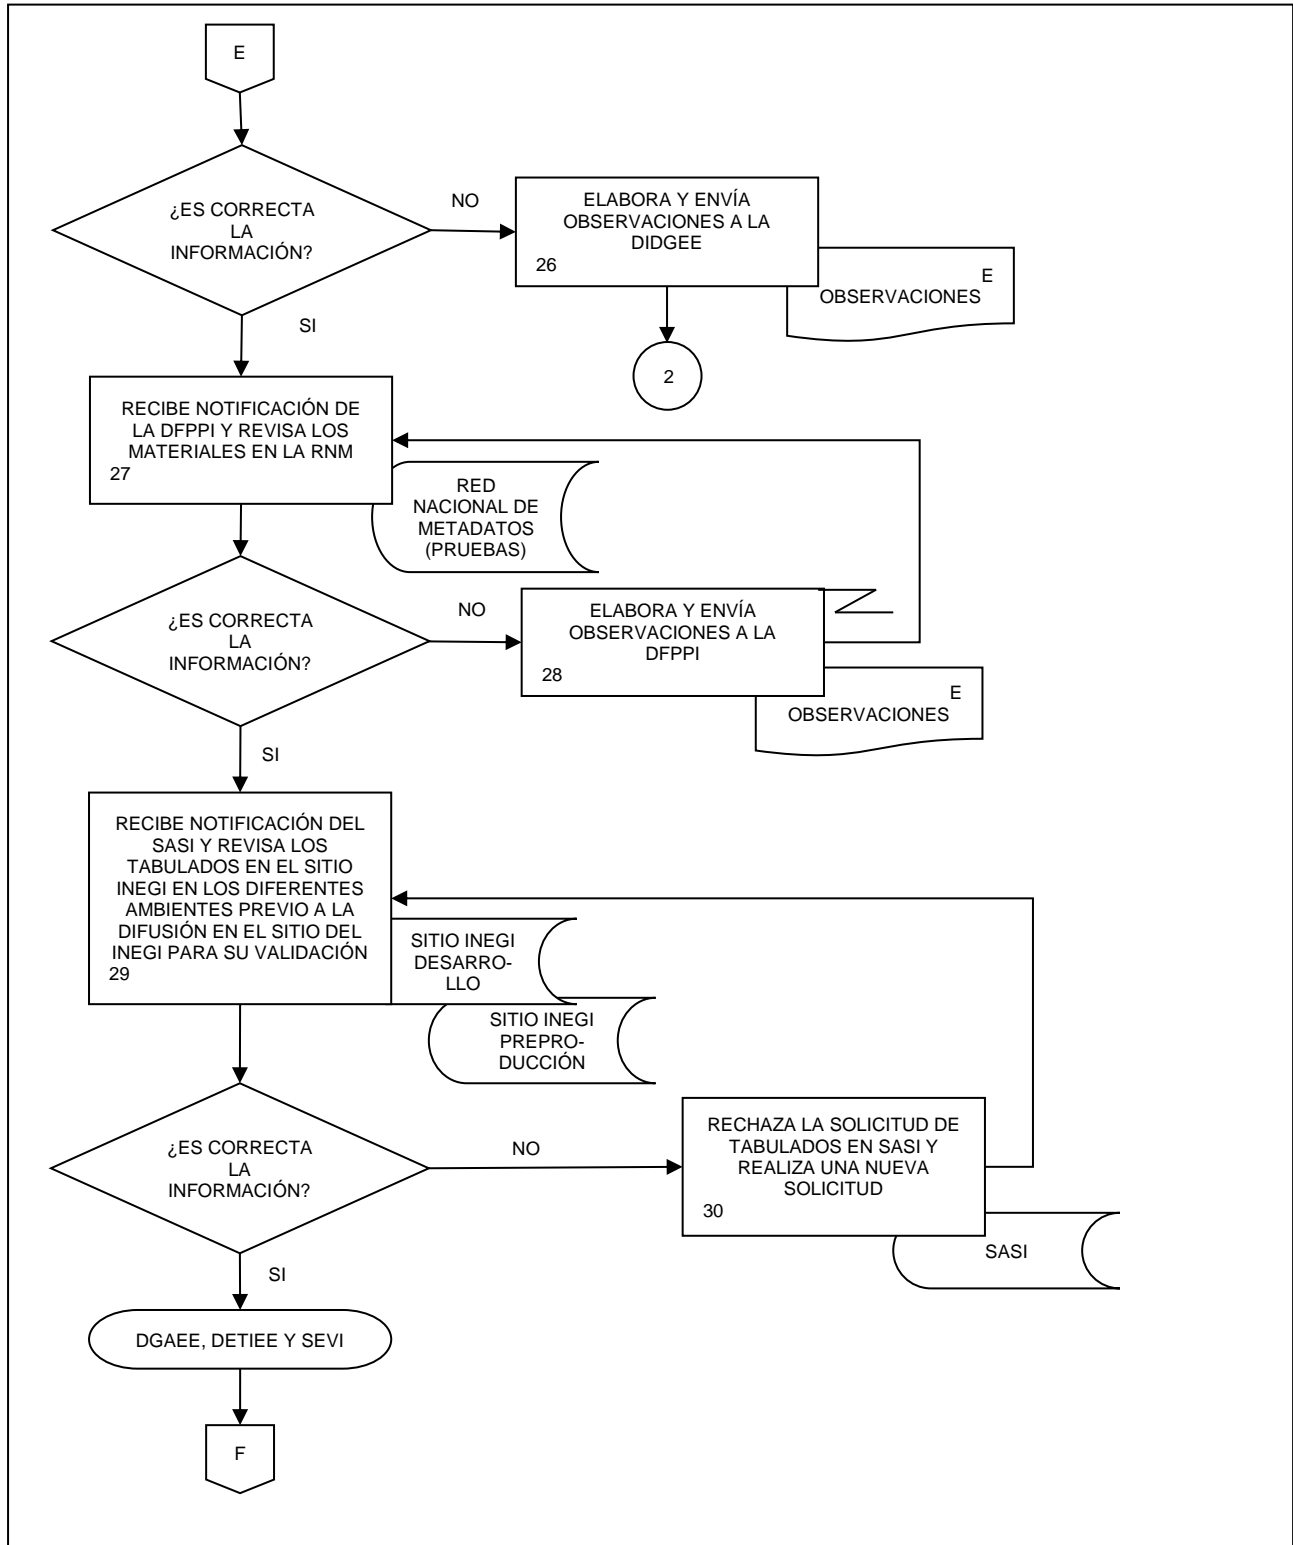 E
¿ES CORRECTA
LA
INFORMACIÓN?
NO
ELABORA Y ENVÍA
OBSERVACIONES A LA
DIDGEE
26
E
OBSERVACIONES
2
SI
RECIBE NOTIFICACIÓN DE
LA DFPPI Y REVISA LOS
MATERIALES EN LA RNM
27
RED
NACIONAL DE
METADATOS
(PRUEBAS)
¿ES CORRECTA
LA
INFORMACIÓN?
NO
ELABORA Y ENVÍA
OBSERVACIONES A LA
DFPPI
28
E
OBSERVACIONES
SI
RECIBE NOTIFICACIÓN DEL
SASI Y REVISA LOS
TABULADOS EN EL SITIO
INEGI EN LOS DIFERENTES
AMBIENTES PREVIO A LA
DIFUSIÓN EN EL SITIO DEL
INEGI PARA SU VALIDACIÓN
29
SITIO INEGI
DESARRO-
LLO
SITIO INEGI
PREPRO-
DUCCIÓN
¿ES CORRECTA
LA
INFORMACIÓN?
NO
RECHAZA LA SOLICITUD DE
TABULADOS EN SASI Y
REALIZA UNA NUEVA
SOLICITUD
30
SASI
SI
DGAEE, DETIEE Y SEVI
F